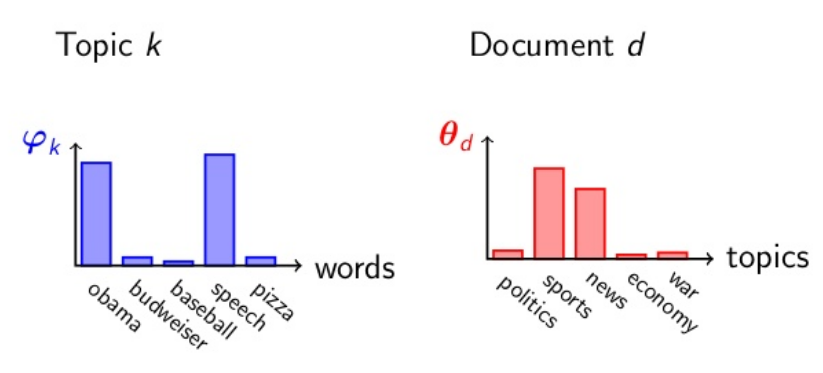 Topic k
φk
obama
budweiser
baseball
speech
pizza
words
Document d
θd
politics
sports
news
economy
war
topics